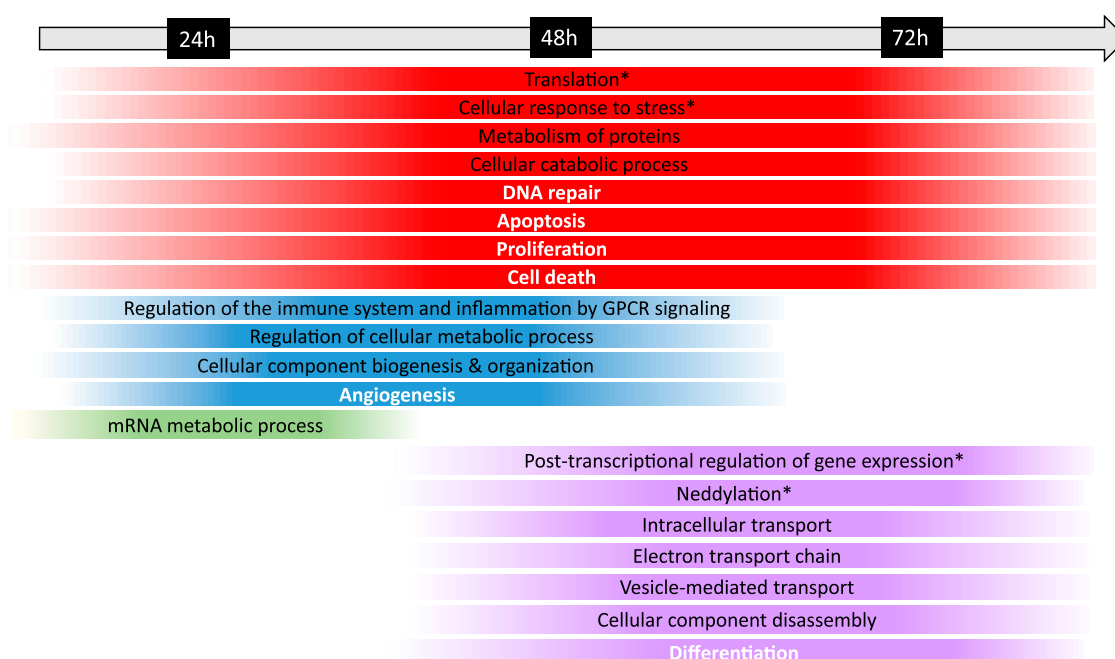 24h 48h 72h
Translation*
Cellular response to stress*
Metabolism of proteins
Cellular catabolic process
DNA repair
Apoptosis
Proliferation
Cell death
Regulation of the immune system and inflammation by GPCR signaling
Regulation of cellular metabolic process
Cellular component biogenesis & organization
Angiogenesis
mRNA metabolic process
Post-transcriptional regulation of gene expression*
Neddylation*
Intracellular transport
Electron transport chain
Vesicle-mediated transport
Cellular component disassembly
Differentiation